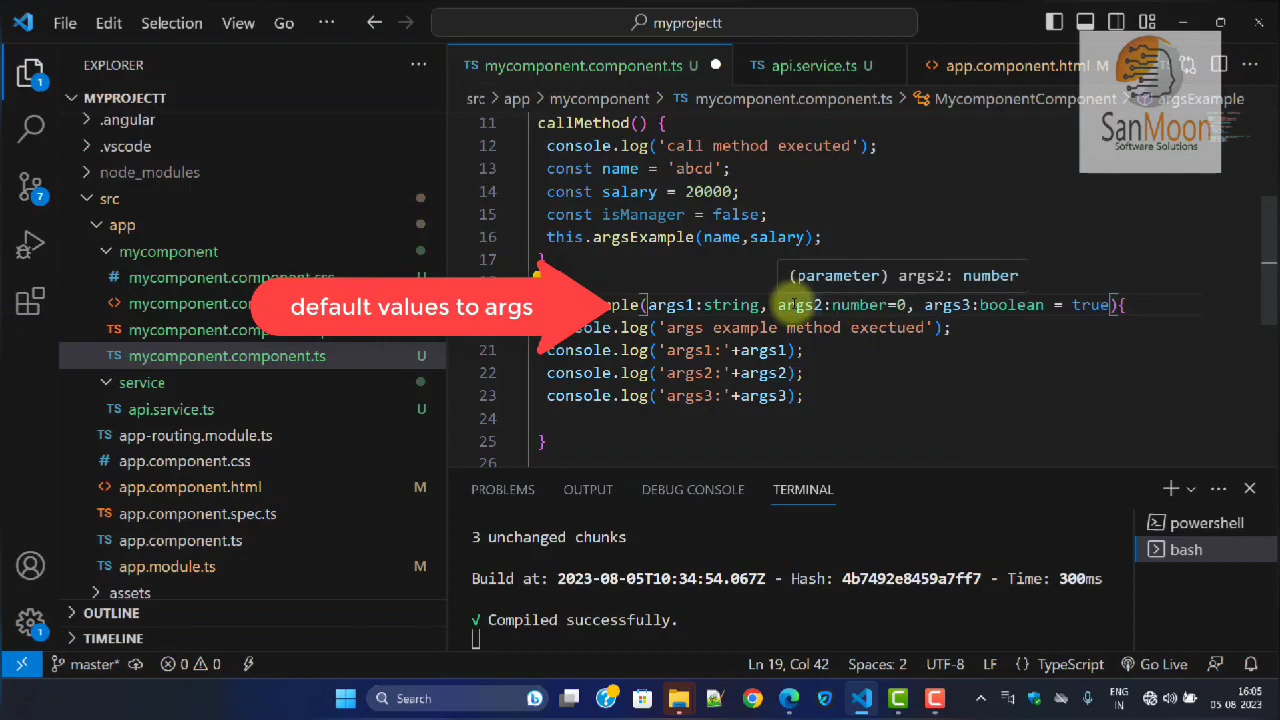 File Edit Selection View Go ··· myprojectt
EXPLORER ···
mycomponent.component.ts U
api.service.ts U
app.component.html M
SanMoon
Software Solutions
src > app > mycomponent > TS mycomponent.component.ts > MycomponentComponent > argsExample
MYPROJECTT
.angular
.vscode
node_modules
src
app
mycomponent
mycomponent.component.css
mycomponent.component.ts U
service
api.service.ts U
app-routing.module.ts
app.component.css
app.component.html M
app.component.spec.ts
app.component.ts
app.module.ts M
assets
OUTLINE
TIMELINE
11 callMethod() {
12 console.log('call method executed');
13 const name = 'abcd';
14 const salary = 20000;
15 const isManager = false;
16 this.argsExample(name,salary);
17 }
(parameter) args2: number
default values to args
mple(args1:string, args2:number=0, args3:boolean = true){
console.log('args example method exectued');
21 console.log('args1:'+args1);
22 console.log('args2:'+args2);
23 console.log('args3:'+args3);
24
25 }
26
PROBLEMS OUTPUT DEBUG CONSOLE TERMINAL
3 unchanged chunks
Build at: 2023-08-05T10:34:54.067Z - Hash: 4b7492e8459a7ff7 - Time: 300ms
√ Compiled successfully.
powershell
bash
master* 0 0 Ln 19, Col 42 Spaces: 2 UTF-8 LF {} TypeScript Go Live
Search
ENG
IN
16:05
05-08-2023